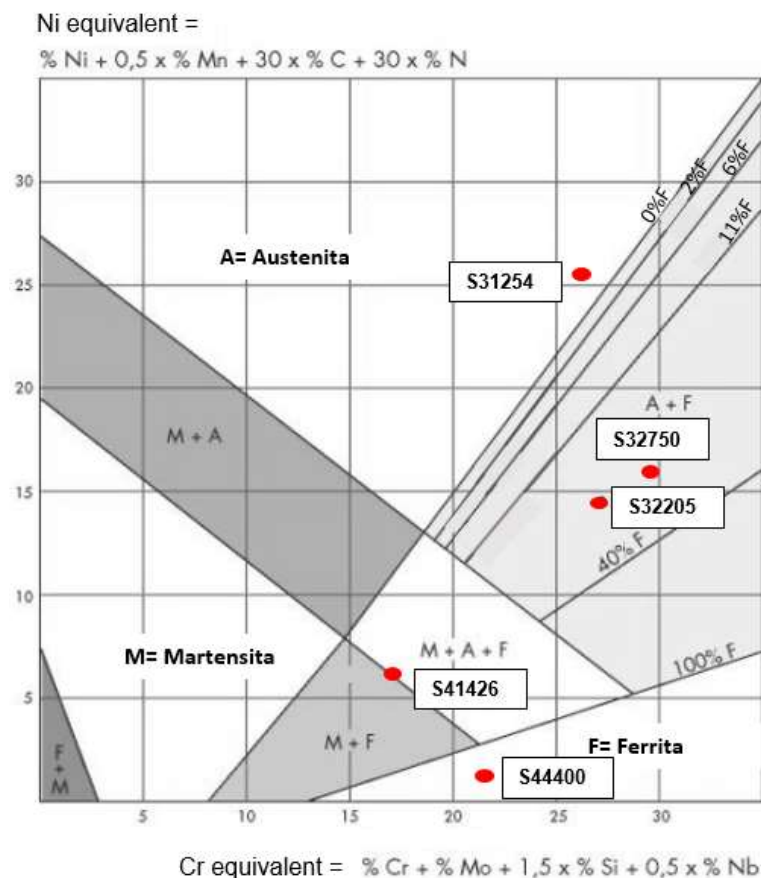 Ni equivalent =
% Ni + 0,5 x % Mn + 30 x % C + 30 x % N
30
25
20
15
10
5
0%F
2%F
6%F
11%F
A= Austenita
S31254
M + A
A + F
S32750
S32205
40% F
M= Martensita
M + A + F
S41426
100% F
F
+
M
M + F
F= Ferrita
S44400
5
10
15
20
25
30
Cr equivalent = % Cr + % Mo + 1,5 x % Si + 0,5 x % Nb